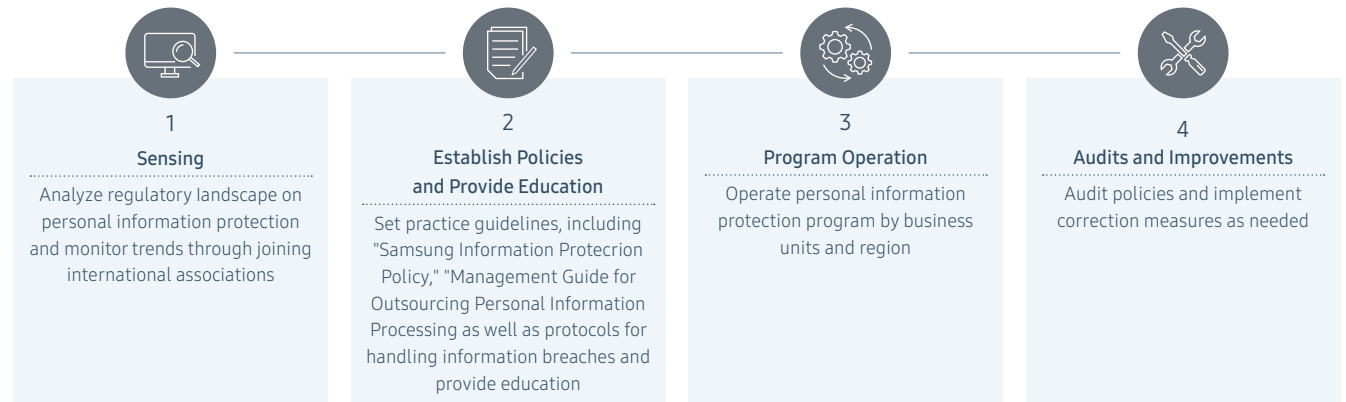 1
Sensing
Analyze regulatory landscape on
personal information protection
and monitor trends through joining
international associations
2
Establish Policies
and Provide Education
Set practice guidelines, including
"Samsung Information Protecrion
Policy," "Management Guide for
Outsourcing Personal Information
Processing as well as protocols for
handling information breaches and
provide education
3
Program Operation
Operate personal information
protection program by business
units and region
4
Audits and Improvements
Audit policies and implement
correction measures as needed